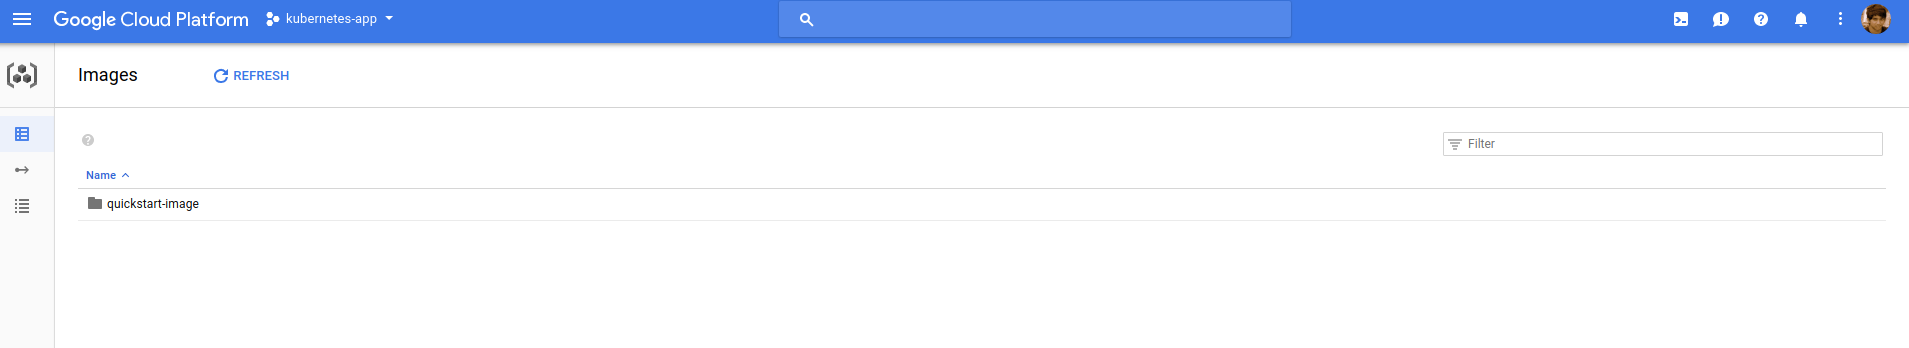 Google Cloud Platform kubernetes-app
Images REFRESH
Filter
Name
quickstart-image